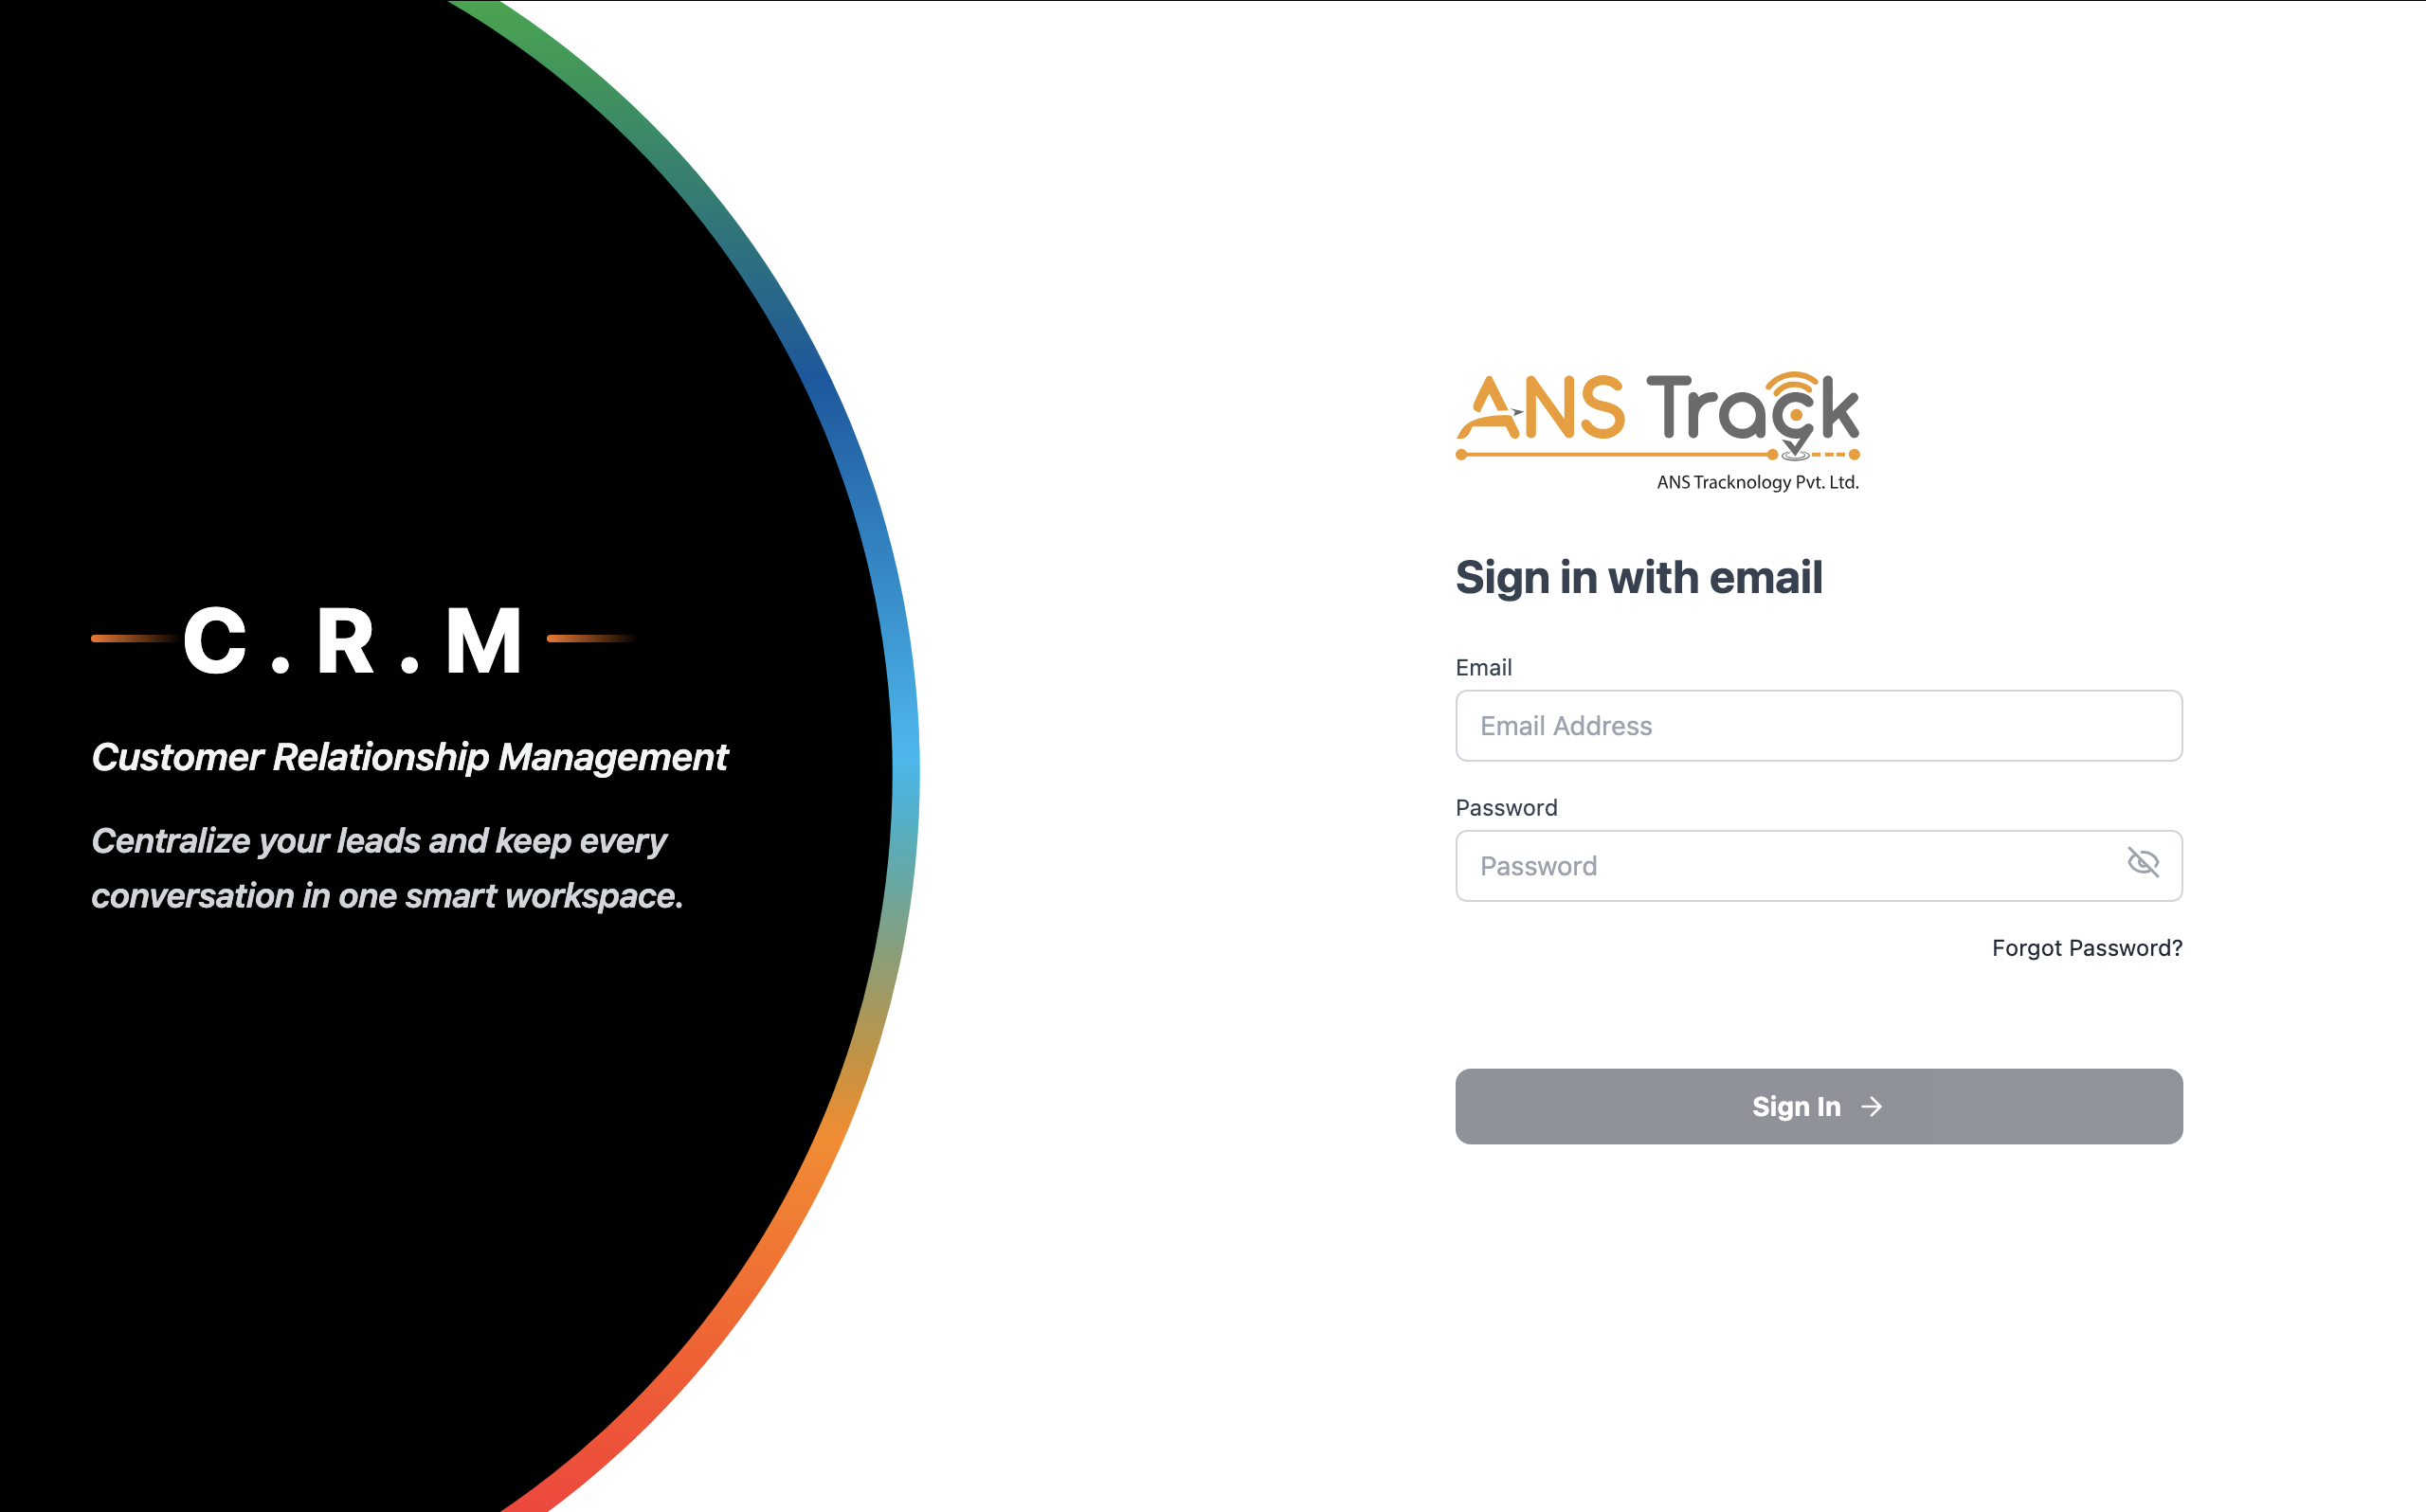 C.R.M
Customer Relationship Management
Centralize your leads and keep every
conversation in one smart workspace.
ANS Track
ANS Tracknology Pvt. Ltd.
Sign in with email
Email
Email Address
Password
Password
Forgot Password?
Sign In